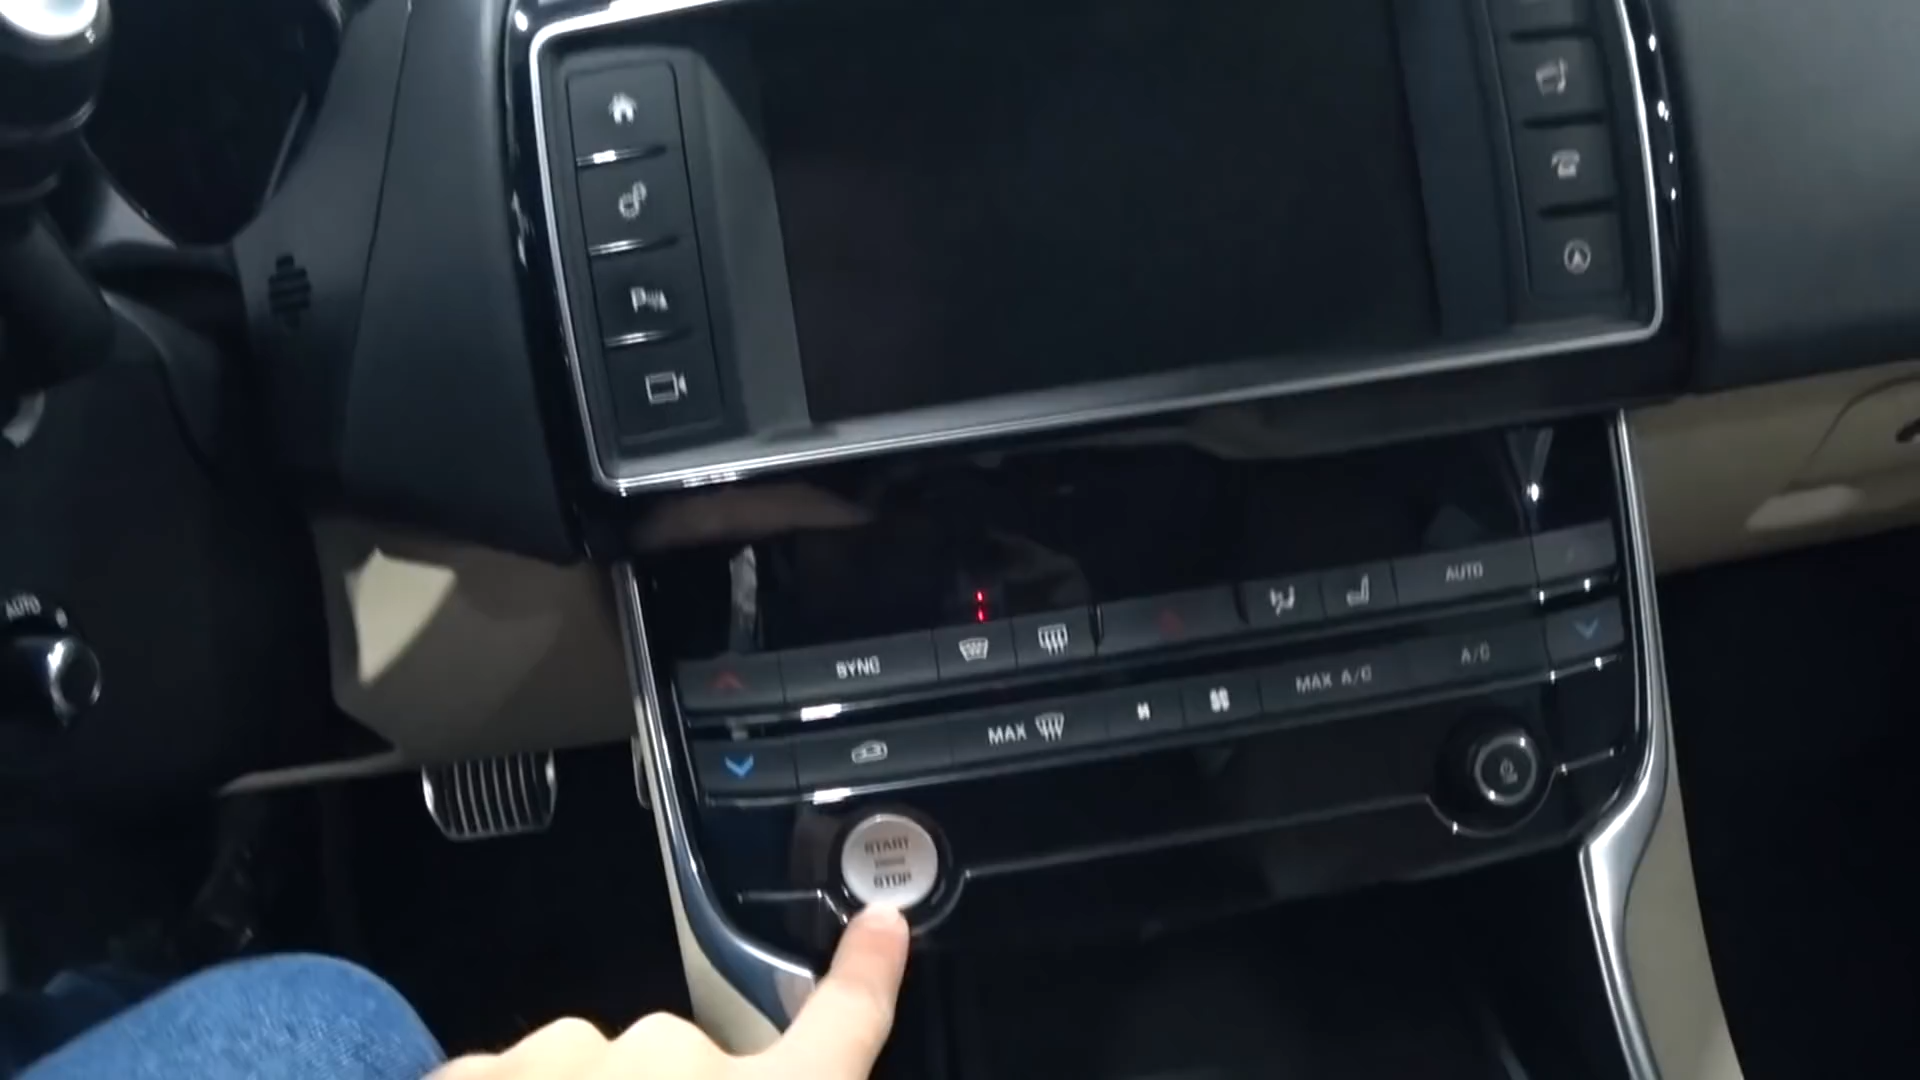 P
AUTO
AUTO
SYNC
A/C
MAX A/C
MAX
START
STOP